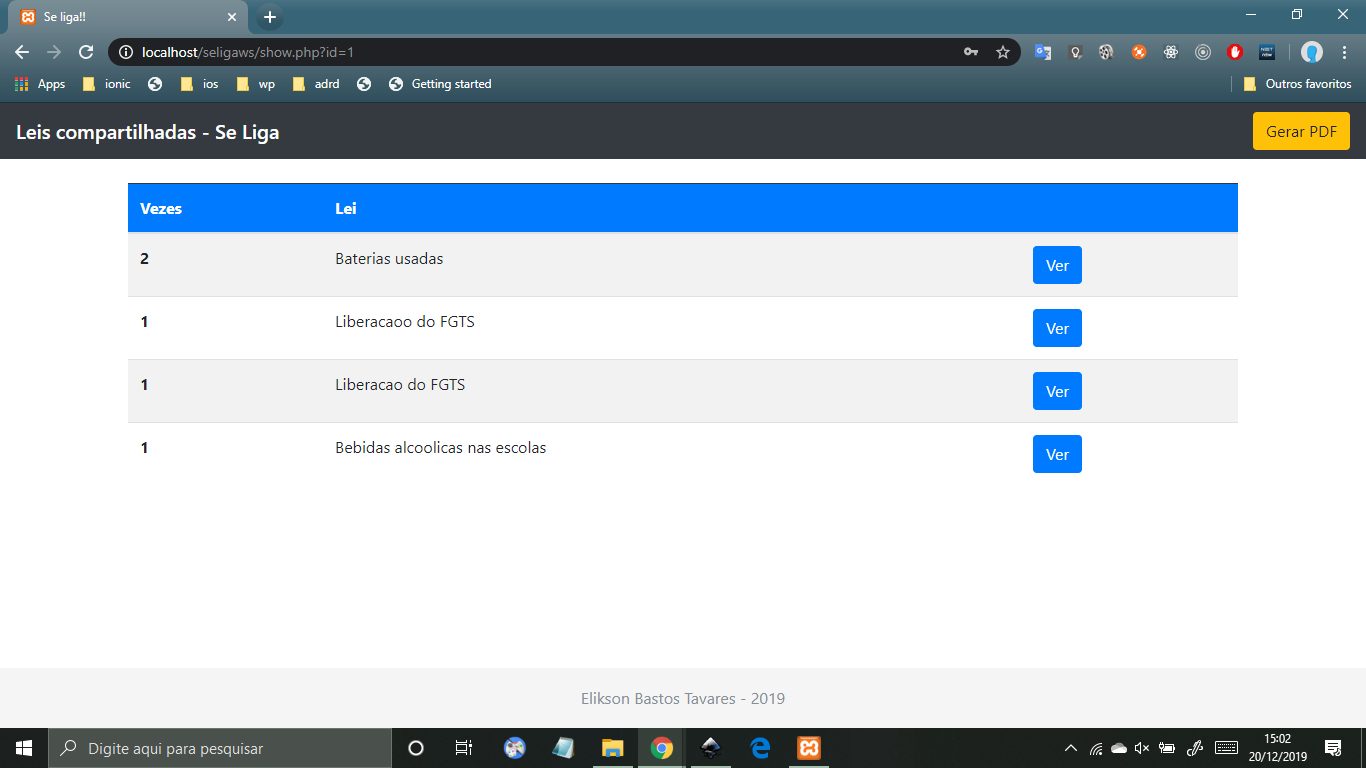 Se liga!!
localhost/seligaws/show.php?id=1
Apps ionic ios wp adrd Getting started Outros favoritos
Leis compartilhadas - Se Liga Gerar PDF
Vezes Lei
2 Baterias usadas Ver
1 Liberacaoo do FGTS Ver
1 Liberacao do FGTS Ver
1 Bebidas alcoolicas nas escolas Ver
Elikson Bastos Tavares - 2019
Digite aqui para pesquisar
15:02
20/12/2019